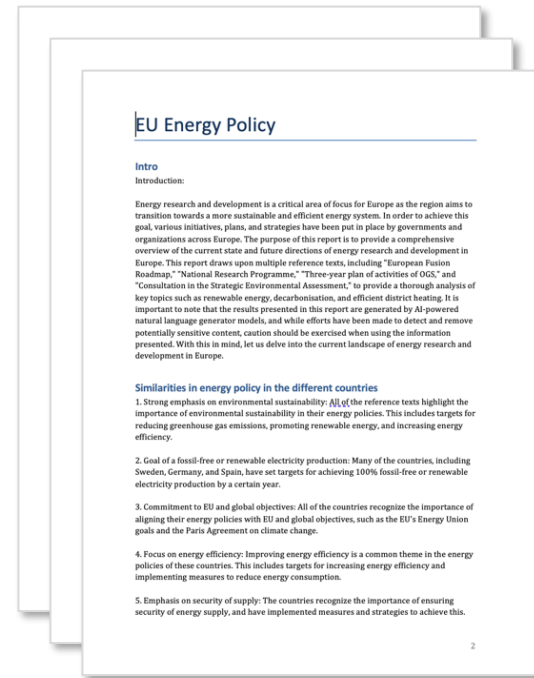 EU Energy Policy
Intro
Introduction:
Energy research and development is a critical area of focus for Europe as the region aims to
transition towards a more sustainable and efficient energy system. In order to achieve this
goal, various initiatives, plans, and strategies have been put in place by governments and
organizations across Europe. The purpose of this report is to provide a comprehensive
overview of the current state and future directions of energy research and development in
Europe. This report draws upon multiple reference texts, including "European Fusion
Roadmap," "National Research Programme," "Three-year plan of activities of OGS," and
"Consultation in the Strategic Environmental Assessment," to provide a thorough analysis of
key topics such as renewable energy, decarbonisation, and efficient district heating. It is
important to note that the results presented in this report are generated by AI-powered
natural language generator models, and while efforts have been made to detect and remove
potentially sensitive content, caution should be exercised when using the information
presented. With this in mind, let us delve into the current landscape of energy research and
development in Europe.
Similarities in energy policy in the different countries
1. Strong emphasis on environmental sustainability: All of the reference texts highlight the
importance of environmental sustainability in their energy policies. This includes targets for
reducing greenhouse gas emissions, promoting renewable energy, and increasing energy
efficiency.
2. Goal of a fossil-free or renewable electricity production: Many of the countries, including
Sweden, Germany, and Spain, have set targets for achieving 100% fossil-free or renewable
electricity production by a certain year.
3. Commitment to EU and global objectives: All of the countries recognize the importance of
aligning their energy policies with EU and global objectives, such as the EU's Energy Union
goals and the Paris Agreement on climate change.
4. Focus on energy efficiency: Improving energy efficiency is a common theme in the energy
policies of these countries. This includes targets for increasing energy efficiency and
implementing measures to reduce energy consumption.
5. Emphasis on security of supply: The countries recognize the importance of ensuring
security of energy supply, and have implemented measures and strategies to achieve this.
2